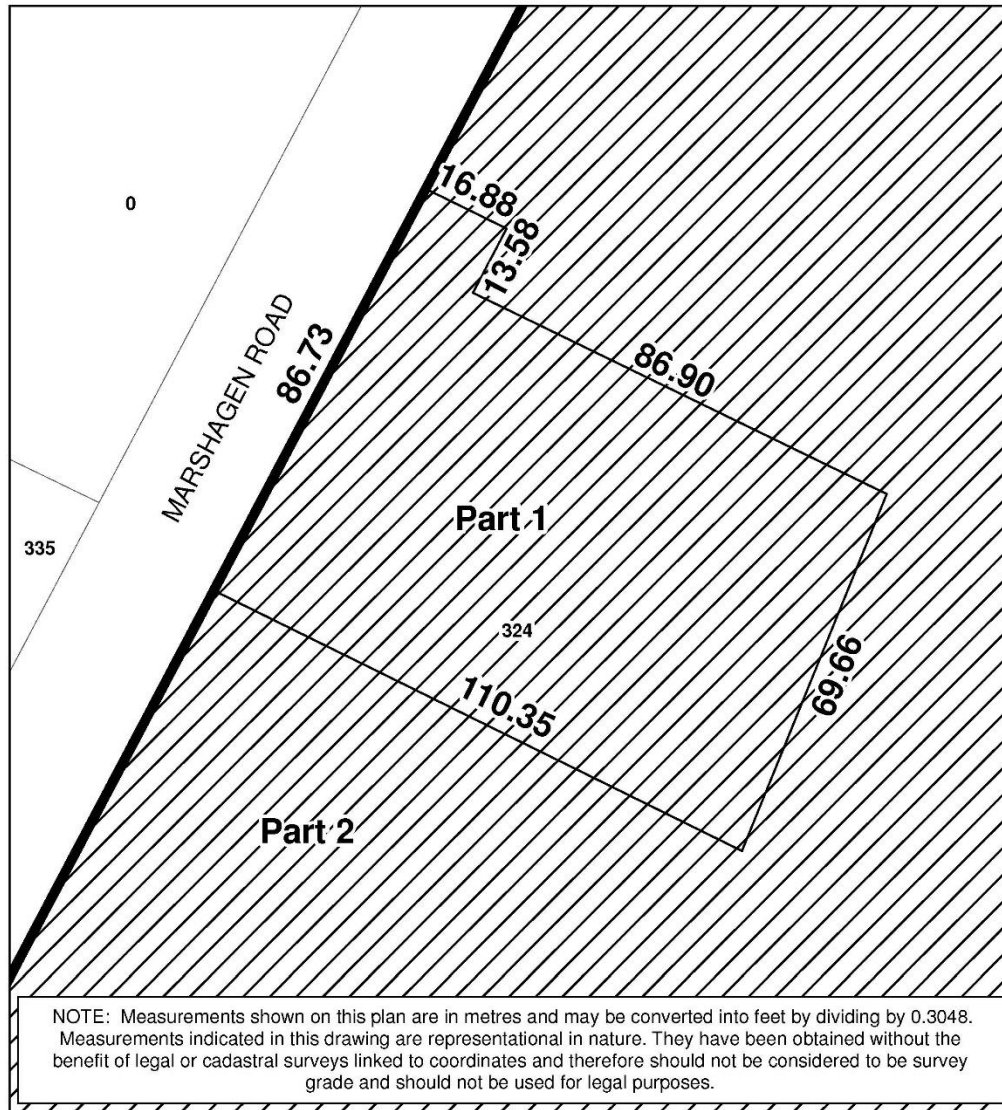 16.88
0
13.58
MARSHAGEN ROAD
86.73
86.90
Part 1
335
324
69.66
110.35
Part 2
NOTE: Measurements shown on this plan are in metres and may be converted into feet by dividing by 0.3048.
Measurements indicated in this drawing are representational in nature. They have been obtained without the
benefit of legal or cadastral surveys linked to coordinates and therefore should not be considered to be survey
grade and should not be used for legal purposes.